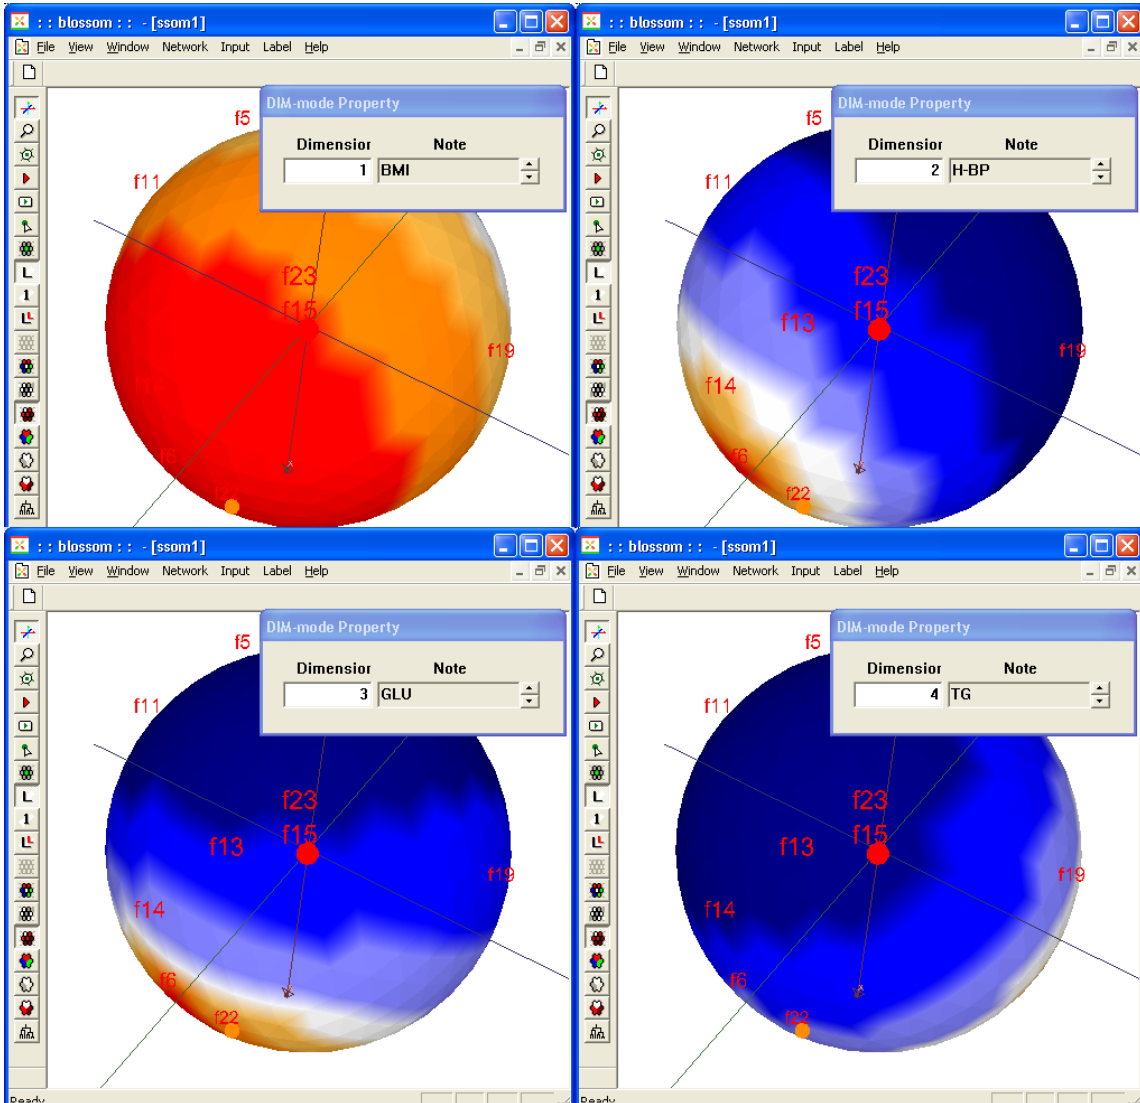 : : blossom : : - [ssom1]
File View Window Network Input Label Help
DIM-mode Property
Dimensior Note
1 BMI
f5
f11
f23
f15
f19
f14
f6
f22
: : blossom : : - [ssom1]
File View Window Network Input Label Help
DIM-mode Property
Dimensior Note
2 H-BP
f5
f11
f23
f13
f15
f19
f14
f6
f22
: : blossom : : - [ssom1]
File View Window Network Input Label Help
DIM-mode Property
Dimensior Note
3 GLU
f5
f11
f23
f13
f15
f19
f14
f6
f22
Ready
: : blossom : : - [ssom1]
File View Window Network Input Label Help
DIM-mode Property
Dimensior Note
4 TG
f5
f11
f23
f13
f15
f19
f14
f6
f22
Ready